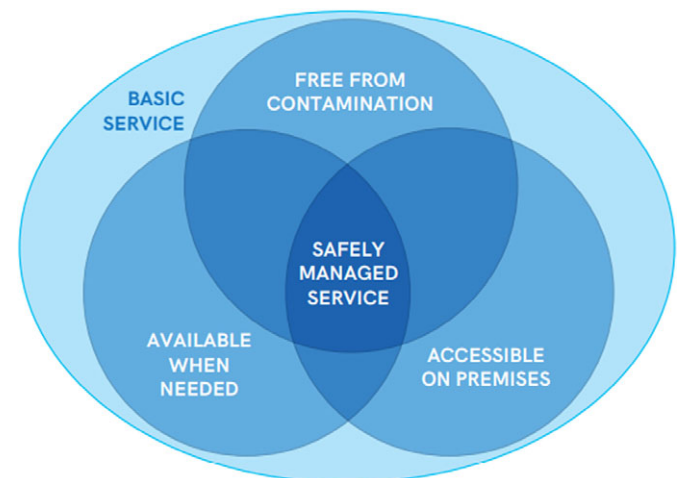 FREE FROM
CONTAMINATION
BASIC
SERVICE
SAFELY
MANAGED
SERVICE
AVAILABLE
WHEN
NEEDED
ACCESSIBLE
ON PREMISES